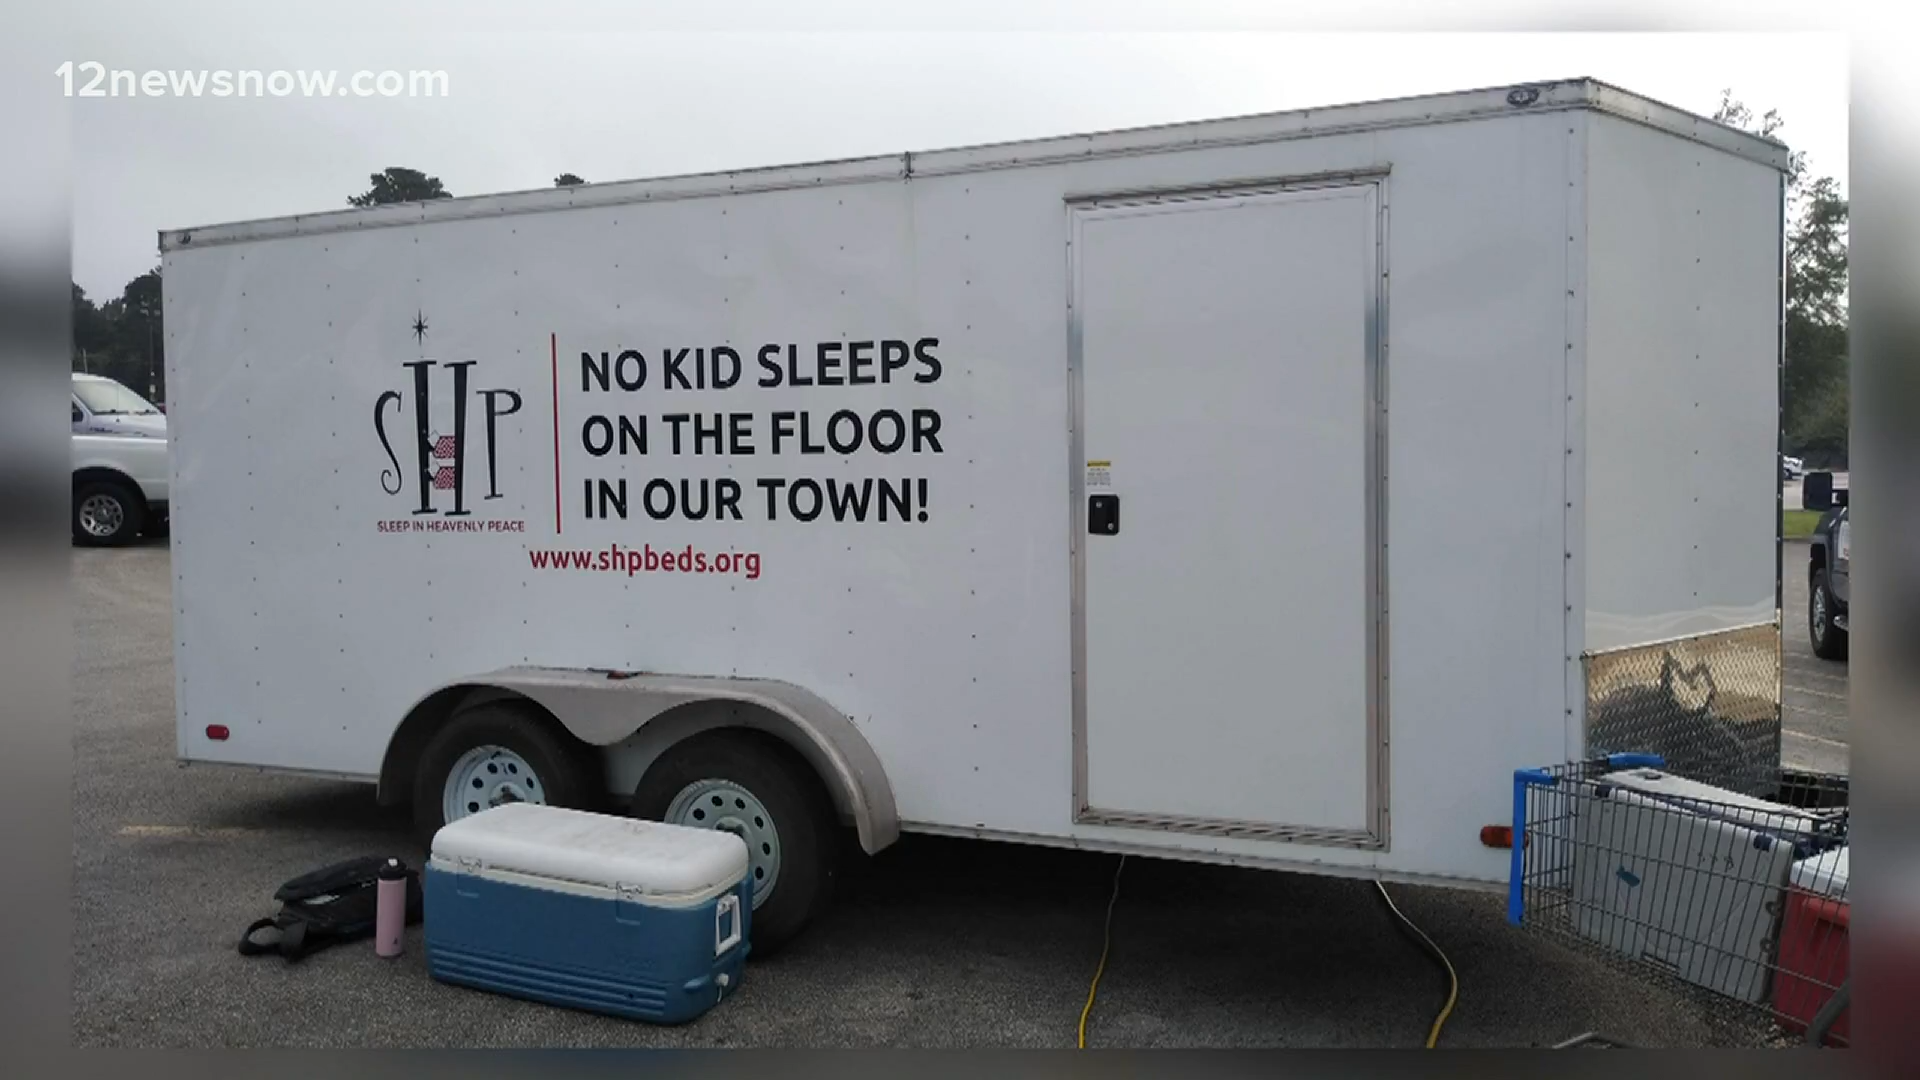 12newsnow.com
SHP
SLEEP IN HEAVENLY PEACE
NO KID SLEEPS
ON THE FLOOR
IN OUR TOWN!
www.shpbeds.org